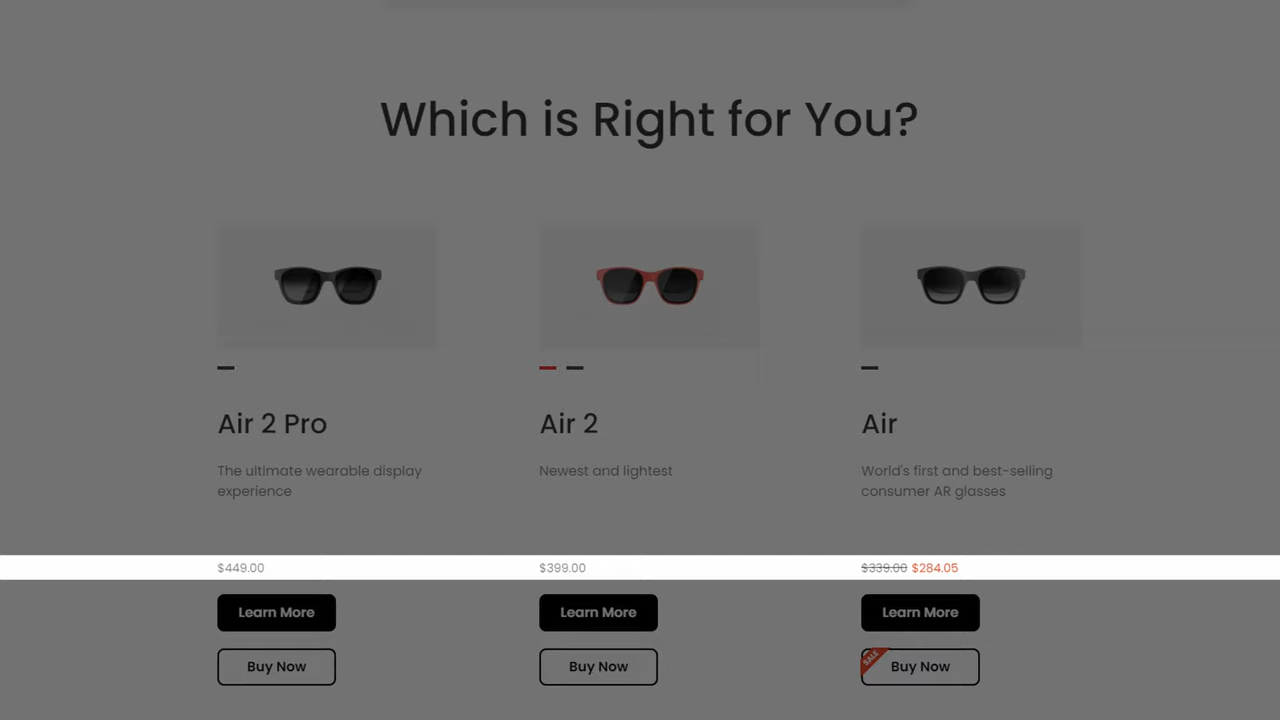 Which is Right for You?
Air 2 Pro
The ultimate wearable display
experience
$449.00
Learn More
Buy Now
Air 2
Newest and lightest
$399.00
Learn More
Buy Now
Air
World's first and best-selling
consumer AR glasses
$339.00 $284.05
Learn More
SALE
Buy Now